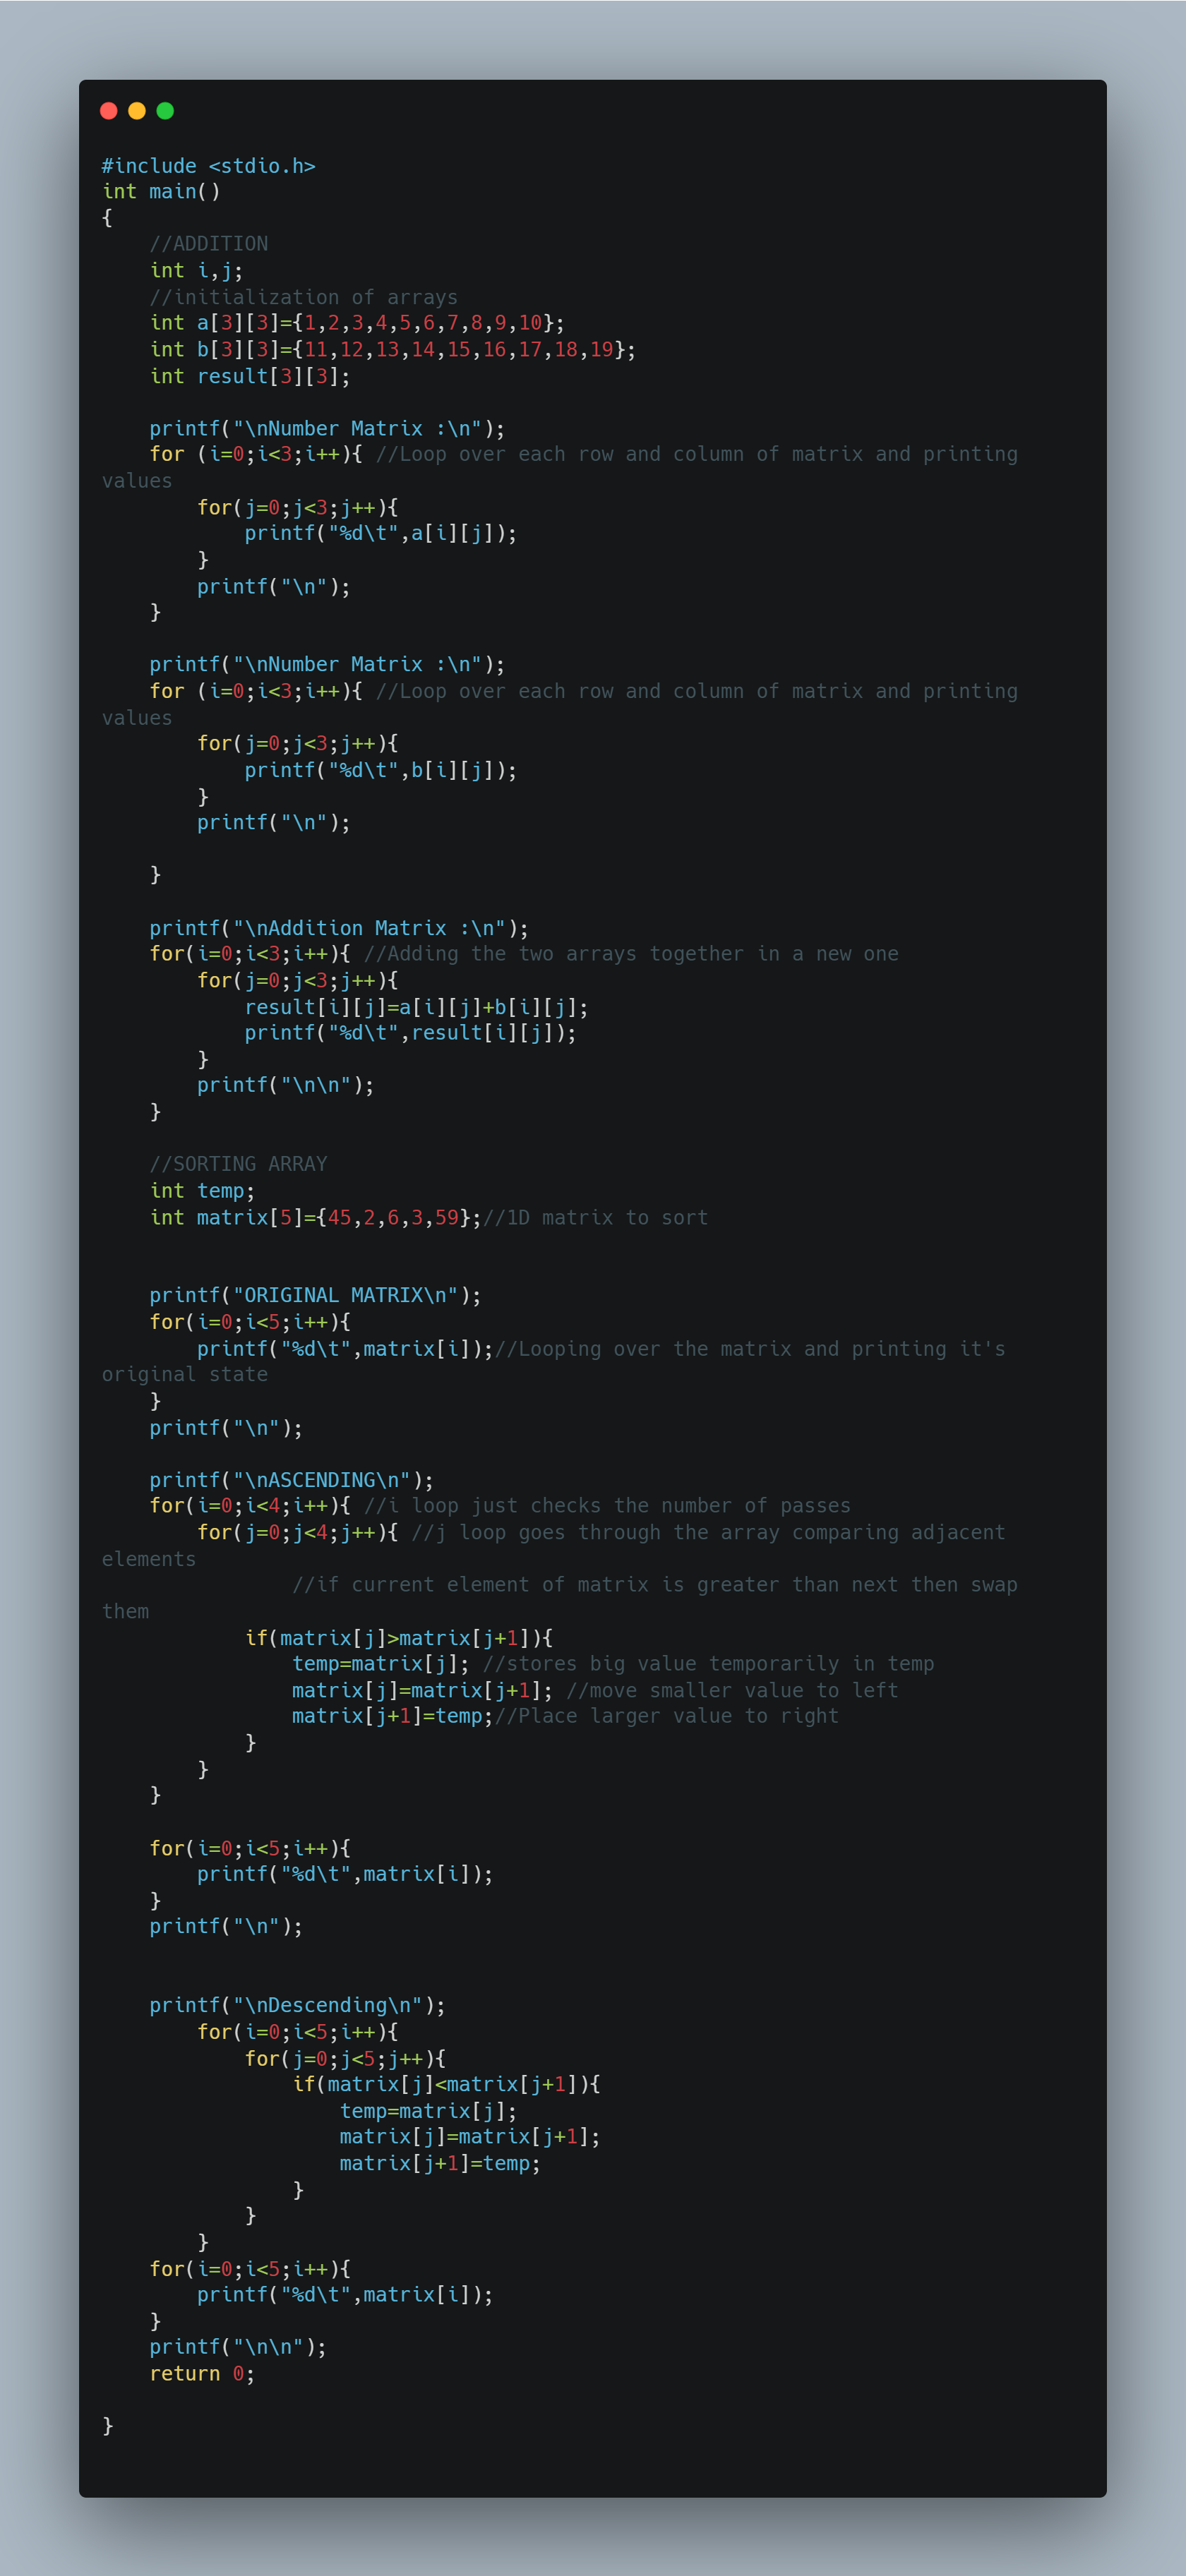 #include <stdio.h>
int main()
{
    //ADDITION
    int i,j;
    //initialization of arrays
    int a[3][3]={1,2,3,4,5,6,7,8,9,10};
    int b[3][3]={11,12,13,14,15,16,17,18,19};
    int result[3][3];

    printf("\nNumber Matrix :\n");
    for (i=0;i<3;i++){ //Loop over each row and column of matrix and printing
values
        for(j=0;j<3;j++){
            printf("%d\t",a[i][j]);
        }
        printf("\n");
    }

    printf("\nNumber Matrix :\n");
    for (i=0;i<3;i++){ //Loop over each row and column of matrix and printing
values
        for(j=0;j<3;j++){
            printf("%d\t",b[i][j]);
        }
        printf("\n");

    }

    printf("\nAddition Matrix :\n");
    for(i=0;i<3;i++){ //Adding the two arrays together in a new one
        for(j=0;j<3;j++){
            result[i][j]=a[i][j]+b[i][j];
            printf("%d\t",result[i][j]);
        }
        printf("\n\n");
    }

    //SORTING ARRAY
    int temp;
    int matrix[5]={45,2,6,3,59};//1D matrix to sort


    printf("ORIGINAL MATRIX\n");
    for(i=0;i<5;i++){
        printf("%d\t",matrix[i]);//Looping over the matrix and printing it's
original state
    }
    printf("\n");

    printf("\nASCENDING\n");
    for(i=0;i<4;i++){ //i loop just checks the number of passes
        for(j=0;j<4;j++){ //j loop goes through the array comparing adjacent
elements
                //if current element of matrix is greater than next then swap
them
            if(matrix[j]>matrix[j+1]){
                temp=matrix[j]; //stores big value temporarily in temp
                matrix[j]=matrix[j+1]; //move smaller value to left
                matrix[j+1]=temp;//Place larger value to right
            }
        }
    }

    for(i=0;i<5;i++){
        printf("%d\t",matrix[i]);
    }
    printf("\n");


    printf("\nDescending\n");
        for(i=0;i<5;i++){
            for(j=0;j<5;j++){
                if(matrix[j]<matrix[j+1]){
                    temp=matrix[j];
                    matrix[j]=matrix[j+1];
                    matrix[j+1]=temp;
                }
            }
        }
    for(i=0;i<5;i++){
        printf("%d\t",matrix[i]);
    }
    printf("\n\n");
    return 0;

}